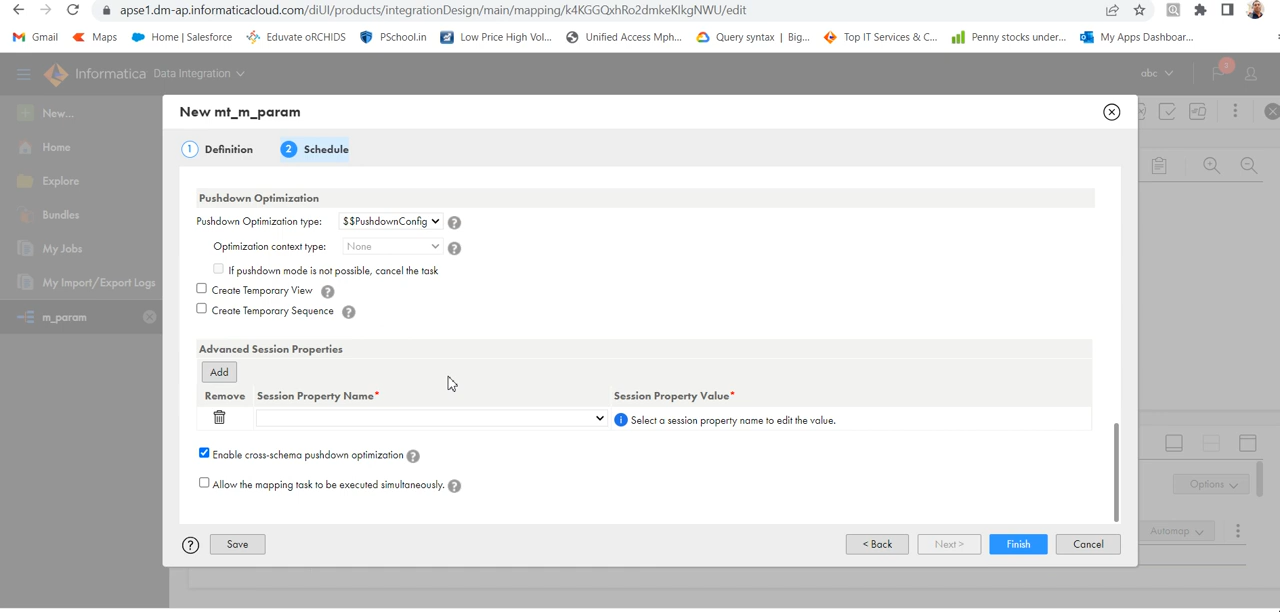 apse1.dm-ap.informaticacloud.com/diUI/products/integrationDesign/main/mapping/k4KGGQxhRo2dmkeKIkgNWU/edit
Gmail Maps Home | Salesforce Eduvate oRCHIDS PSchool.in Low Price High Vol... Unified Access Mph... Query syntax | Big... Top IT Services & C... Penny stocks under... My Apps Dashboar...
Informatica Data Integration abc 2
New...
Home
Explore
Bundles
My Jobs
My Import/Export Logs
m_param
New mt_m_param
1 Definition 2 Schedule
Pushdown Optimization
Pushdown Optimization type: $$PushdownConfig ?
Optimization context type: None ?
If pushdown mode is not possible, cancel the task
Create Temporary View ?
Create Temporary Sequence ?
Advanced Session Properties
Add
Remove Session Property Name* Session Property Value*
Select a session property name to edit the value.
Enable cross-schema pushdown optimization ?
Allow the mapping task to be executed simultaneously. ?
? Save < Back Next > Finish Cancel
Options
Automap